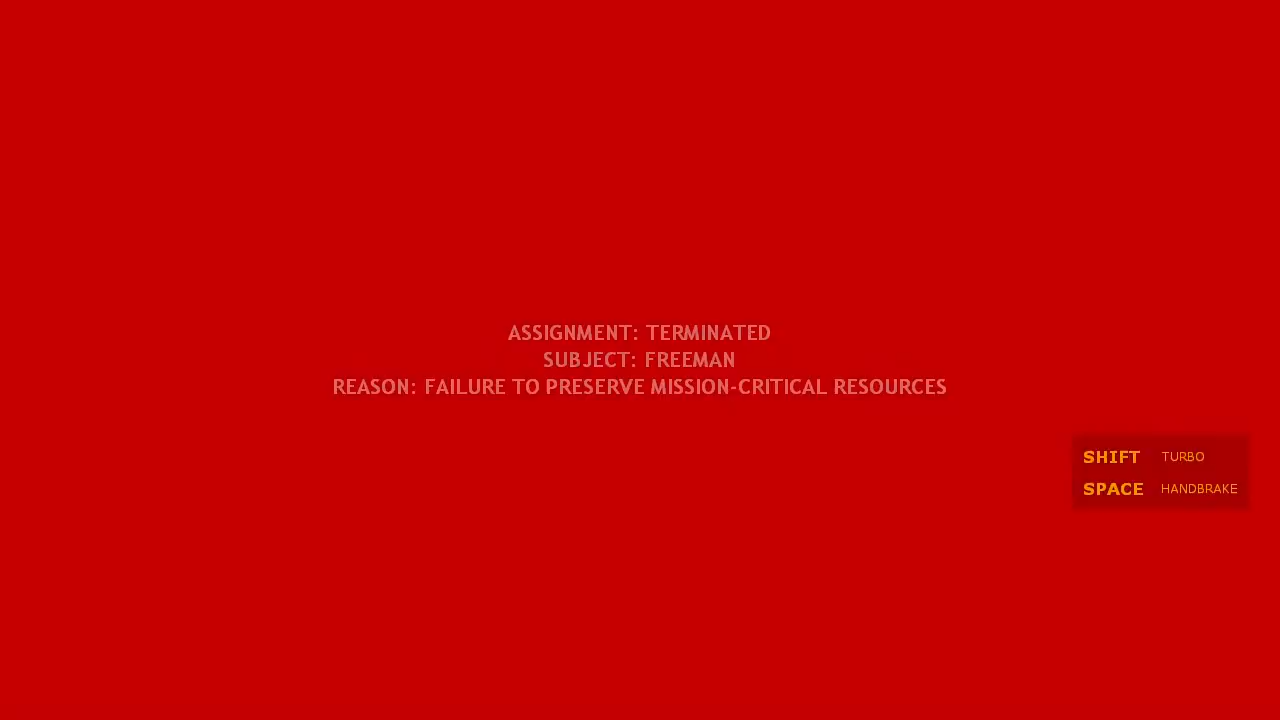 ASSIGNMENT: TERMINATED
SUBJECT: FREEMAN
REASON: FAILURE TO PRESERVE MISSION-CRITICAL RESOURCES
SHIFT TURBO
SPACE HANDBRAKE